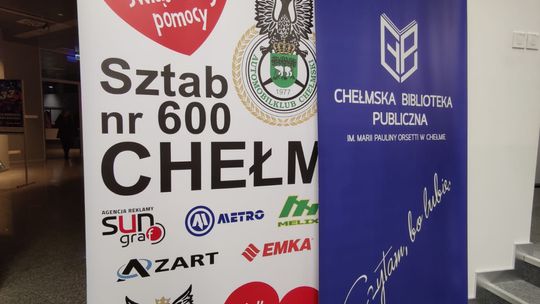 pomocy
Sztab
nr 600
CHEŁM
AUTOMOBILKLUB CHEŁMSKI
1977
AGENCJA REKLAMY
sun
graf
METRO
MELIX
AZART
EMKA
CHEŁMSKA BIBLIOTEKA
PUBLICZNA
IM. MARII PAULINY ORSETTI W CHEŁMIE
Czytam, bo lubię.